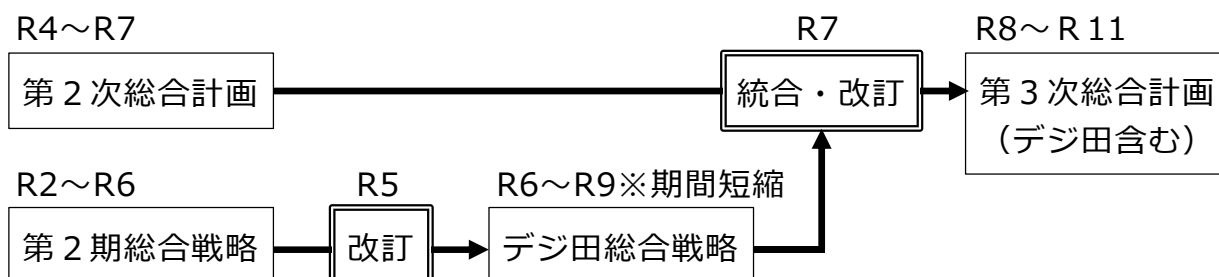 R4～R7
R7
R8～Ｒ11
第２次総合計画
統合・改訂
第３次総合計画
（デジ田含む）
R2～R6
R5
R6～R9※期間短縮
第２期総合戦略
改訂
デジ田総合戦略